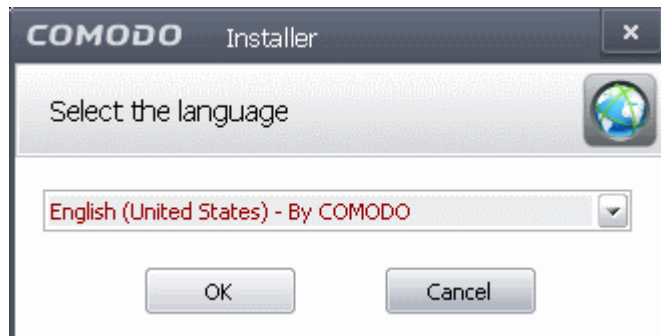 COMODO Installer
Select the language
English (United States) - By COMODO
OK Cancel